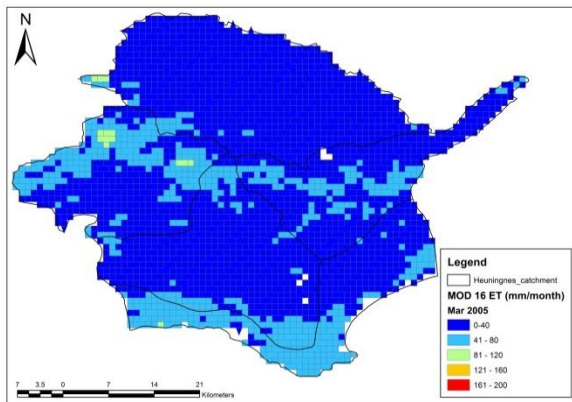 N
Legend
Heuningnes_catchment
MOD 16 ET (mm/month)
Mar 2005
0-40
41 - 80
81 - 120
121 - 160
161 - 200
7 3.5 0 7 14 21
Kilometers